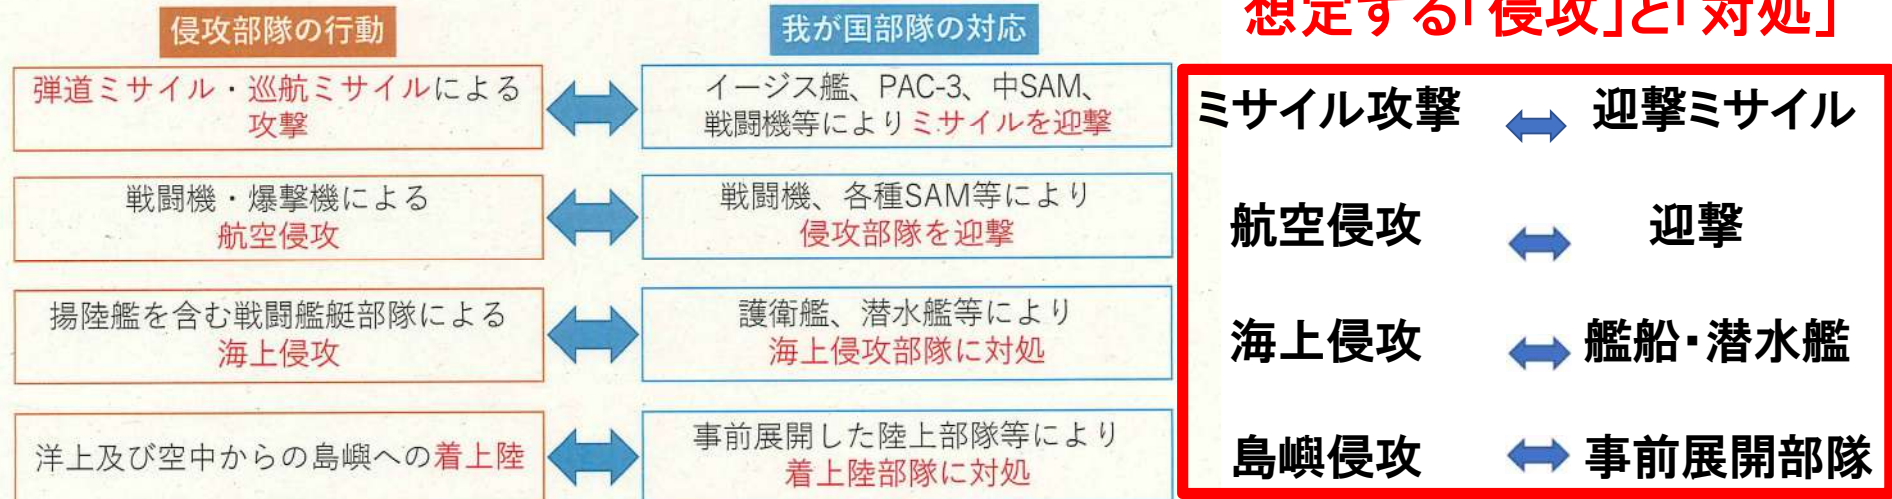 侵攻部隊の行動
我が国部隊の対応
弾道ミサイル・巡航ミサイルによる
攻撃
イージス艦、PAC-3、中SAM、
戦闘機等によりミサイルを迎撃
戦闘機・爆撃機による
航空侵攻
戦闘機、各種SAM等により
侵攻部隊を迎撃
揚陸艦を含む戦闘艦艇部隊による
海上侵攻
護衛艦、潜水艦等により
海上侵攻部隊に対処
洋上及び空中からの島嶼への着上陸
事前展開した陸上部隊等により
着上陸部隊に対処
想定する「侵攻」と「対処」
ミサイル攻撃 迎撃ミサイル
航空侵攻 迎撃
海上侵攻 艦船・潜水艦
島嶼侵攻 事前展開部隊